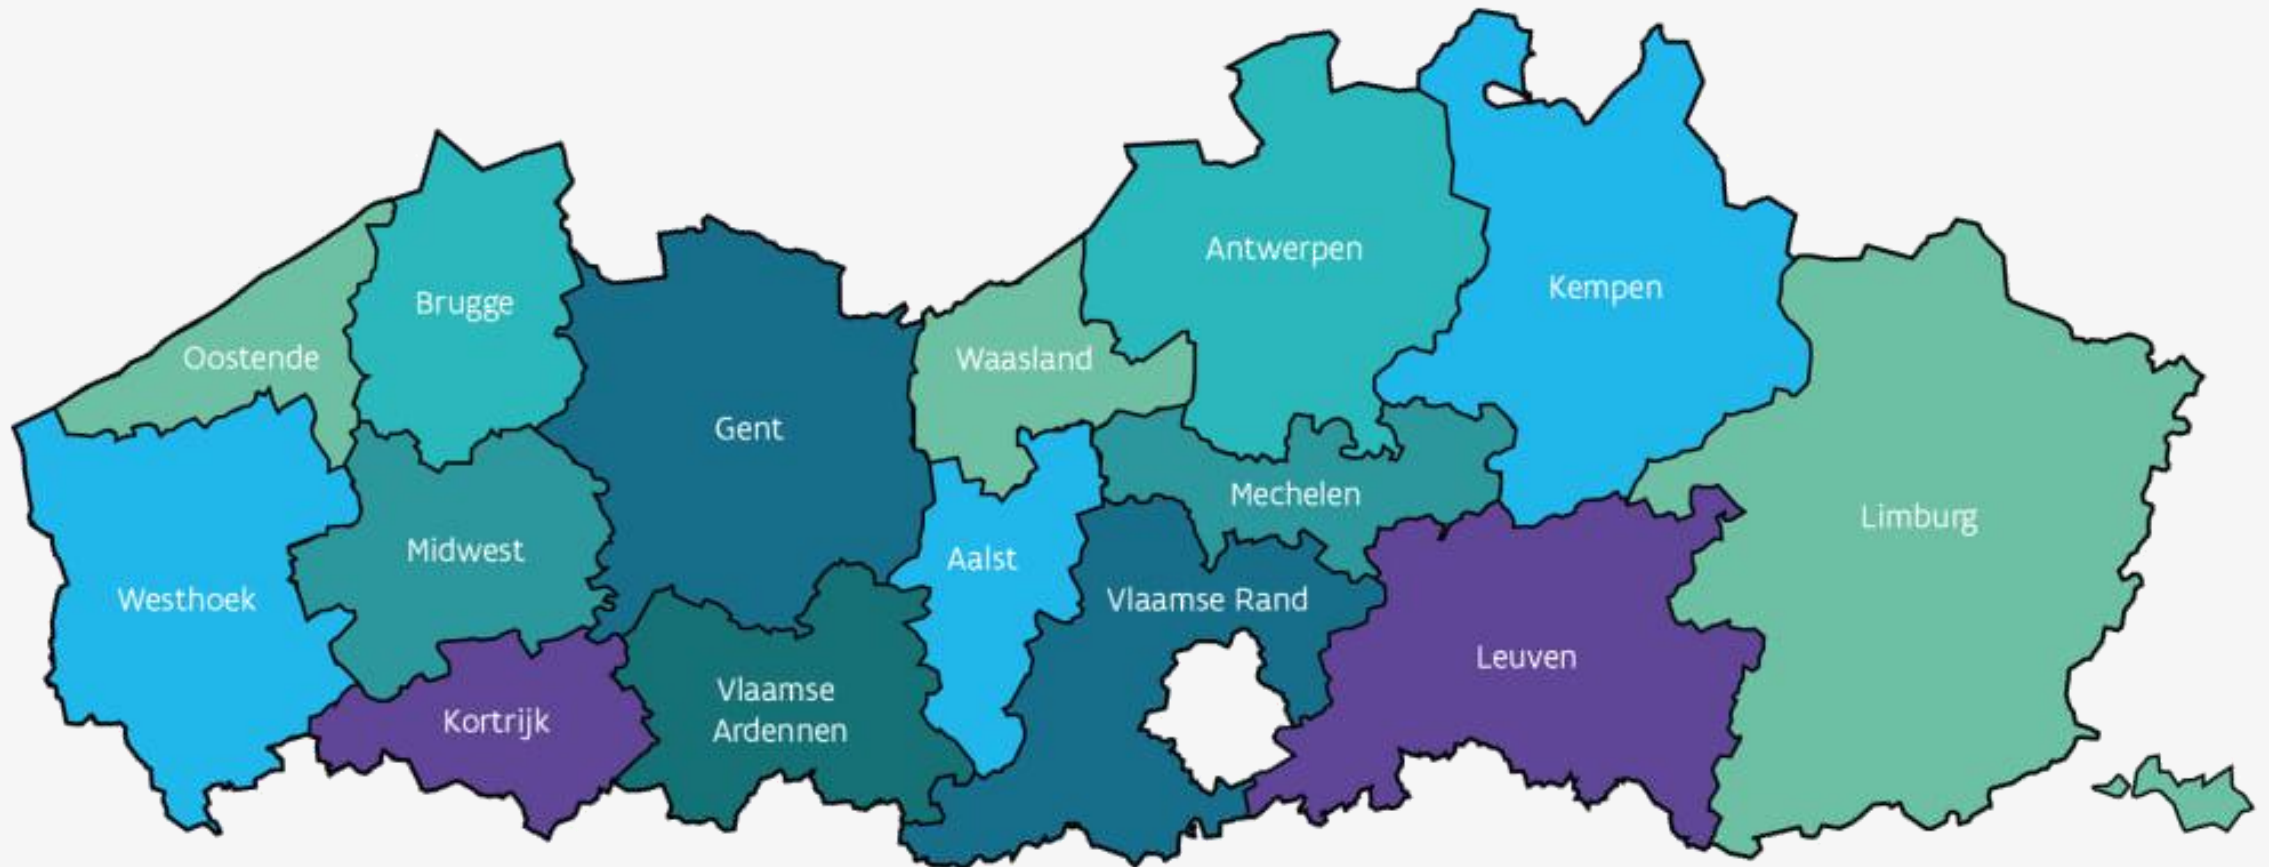 Antwerpen
Kempen
Brugge
Oostende
Waasland
Gent
Mechelen
Limburg
Midwest
Aalst
Westhoek
Vlaamse Rand
Leuven
Vlaamse
Ardennen
Kortrijk